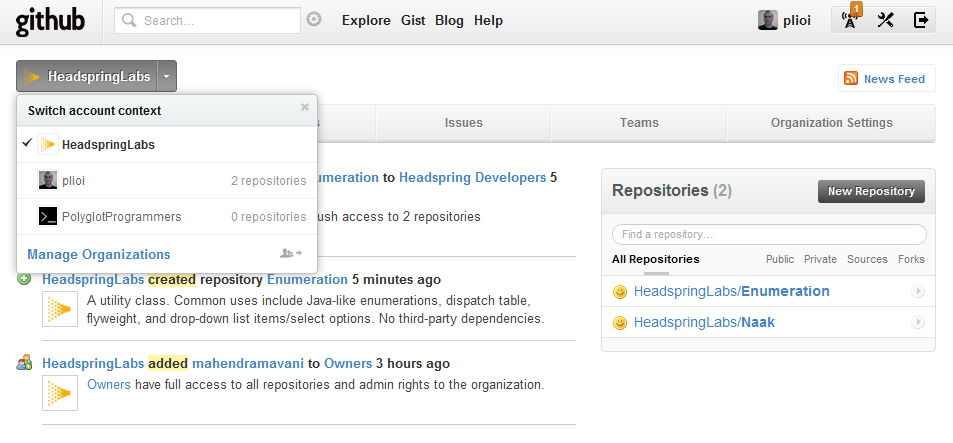 github
Search...
Explore Gist Blog Help
plioi
1
HeadspringLabs
News Feed
Switch account context
HeadspringLabs
plioi 2 repositories
PolyglotProgrammers 0 repositories
Manage Organizations
Issues Teams Organization Settings
to Headspring Developers 5
push access to 2 repositories
HeadspringLabs created repository Enumeration 5 minutes ago
A utility class. Common uses include Java-like enumerations, dispatch table,
flyweight, and drop-down list items/select options. No third-party dependencies.
HeadspringLabs added mahendramavani to Owners 3 hours ago
Owners have full access to all repositories and admin rights to the organization.
Repositories (2) New Repository
Find a repository...
All Repositories Public Private Sources Forks
HeadspringLabs/Enumeration
HeadspringLabs/Naak